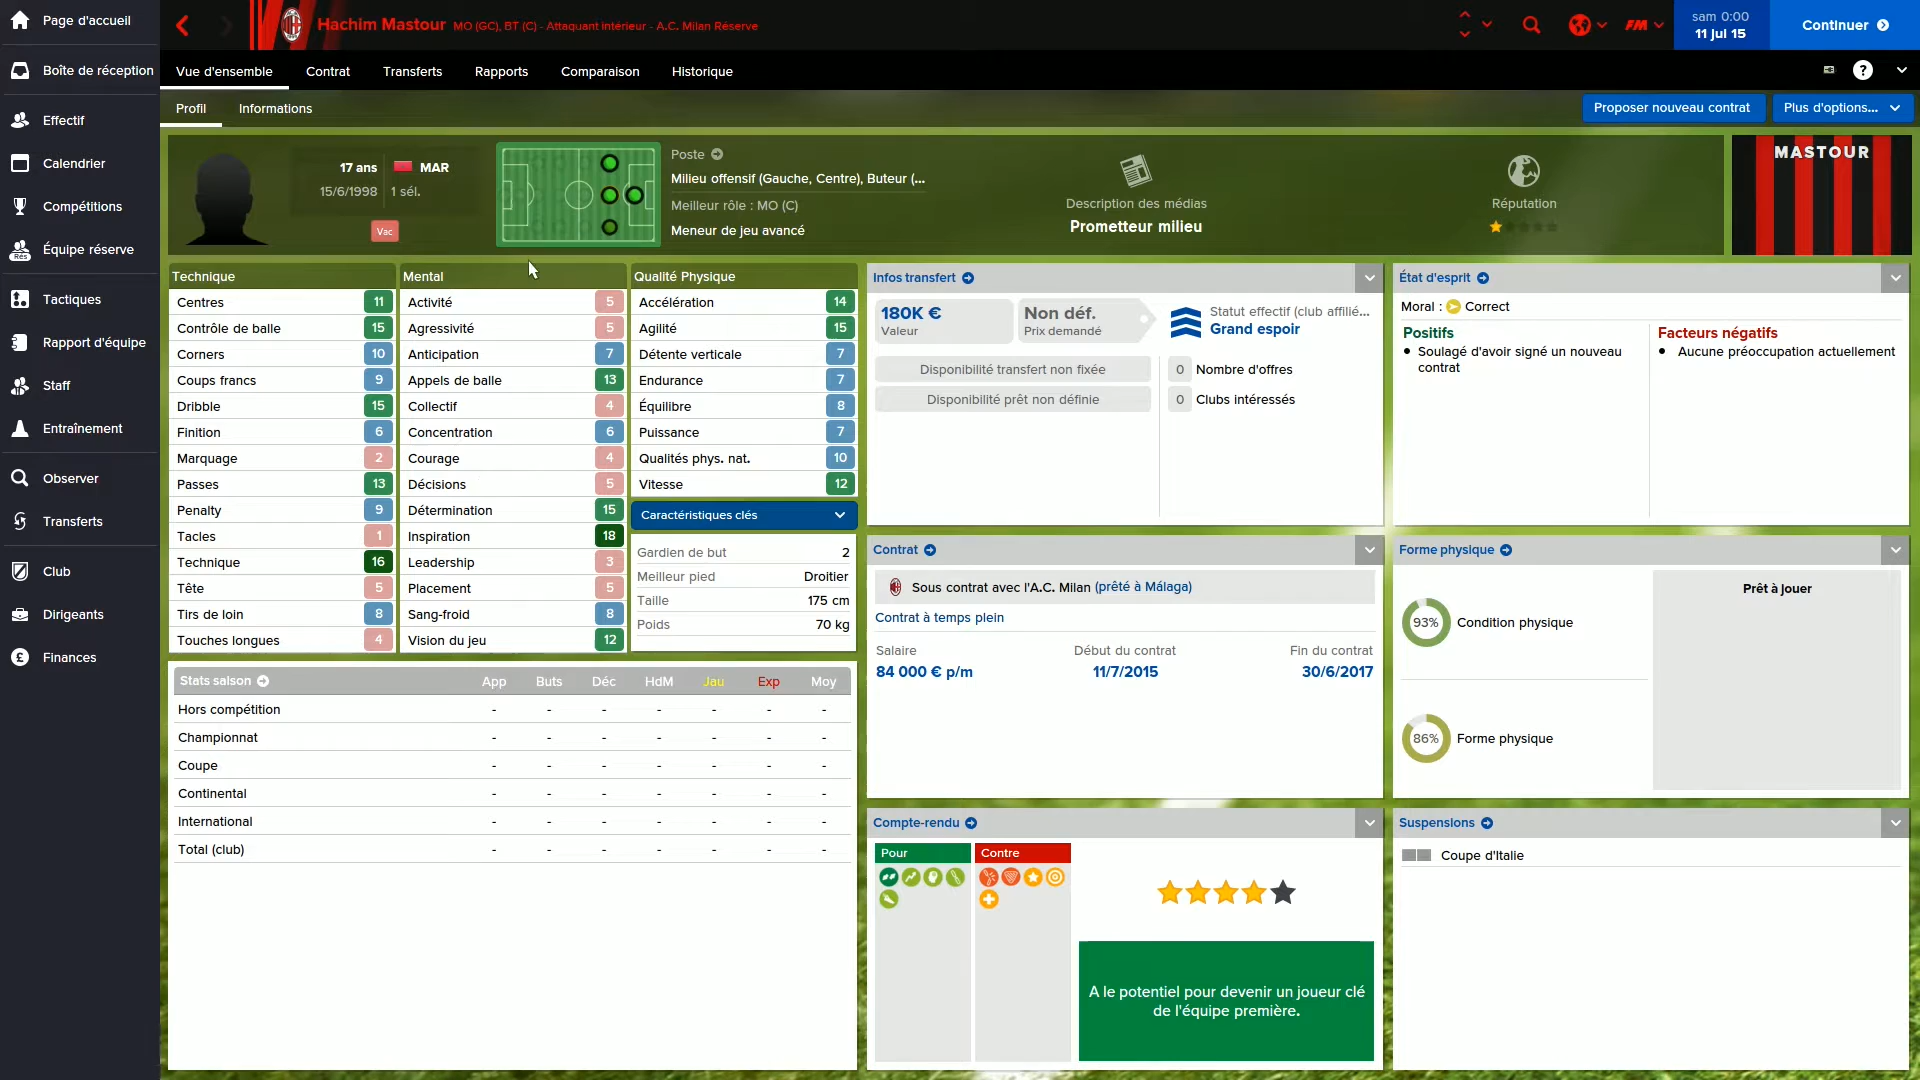 Page d'accueil
Hachim Mastour MO (GC), BT (C) - Attaquant intérieur - A.C. Milan Réserve
FM
sam 0:00
11 jul 15
Continuer
Boîte de réception
Vue d'ensemble Contrat Transferts Rapports Comparaison Historique
?
Profil Informations
Proposer nouveau contrat Plus d'options...
Effectif
Calendrier
Compétitions
Rés
Équipe réserve
Tactiques
Rapport d'équipe
Staff
Entraînement
Observer
Transferts
Club
Dirigeants
£ Finances
17 ans MAR
15/6/1998 1 sél.
Vac
Poste
Milieu offensif (Gauche, Centre), Buteur (...
Meilleur rôle : MO (C)
Meneur de jeu avancé
Description des médias
Prometteur milieu
Réputation
MASTOUR
Technique
Centres 11
Contrôle de balle 15
Corners 10
Coups francs 9
Dribble 15
Finition 6
Marquage 2
Passes 13
Penalty 9
Tacles 1
Technique 16
Tête 5
Tirs de loin 8
Touches longues 4
Mental
Activité 5
Agressivité 5
Anticipation 7
Appels de balle 13
Collectif 4
Concentration 6
Courage 4
Décisions 5
Détermination 15
Inspiration 18
Leadership 3
Placement 5
Sang-froid 8
Vision du jeu 12
Qualité Physique
Accélération 14
Agilité 15
Détente verticale 7
Endurance 7
Équilibre 8
Puissance 7
Qualités phys. nat. 10
Vitesse 12
Caractéristiques clés
Gardien de but 2
Meilleur pied Droitier
Taille 175 cm
Poids 70 kg
Infos transfert
180K €
Valeur
Non déf.
Prix demandé
Statut effectif (club affilié...
Grand espoir
Disponibilité transfert non fixée
Disponibilité prêt non définie
0 Nombre d'offres
0 Clubs intéressés
État d'esprit
Moral : Correct
Positifs
• Soulagé d'avoir signé un nouveau
contrat
Facteurs négatifs
• Aucune préoccupation actuellement
Contrat
Sous contrat avec l'A.C. Milan (prêté à Málaga)
Contrat à temps plein
Salaire Début du contrat Fin du contrat
84 000 € p/m 11/7/2015 30/6/2017
Forme physique
93% Condition physique
86% Forme physique
Prêt à jouer
Stats saison App Buts Déc HdM Jau Exp Moy
Hors compétition - - - - - - -
Championnat - - - - - - -
Coupe - - - - - - -
Continental - - - - - - -
International - - - - - - -
Total (club) - - - - - - -
Compte-rendu
Pour Contre
A le potentiel pour devenir un joueur clé
de l'équipe première.
Suspensions
Coupe d'Italie